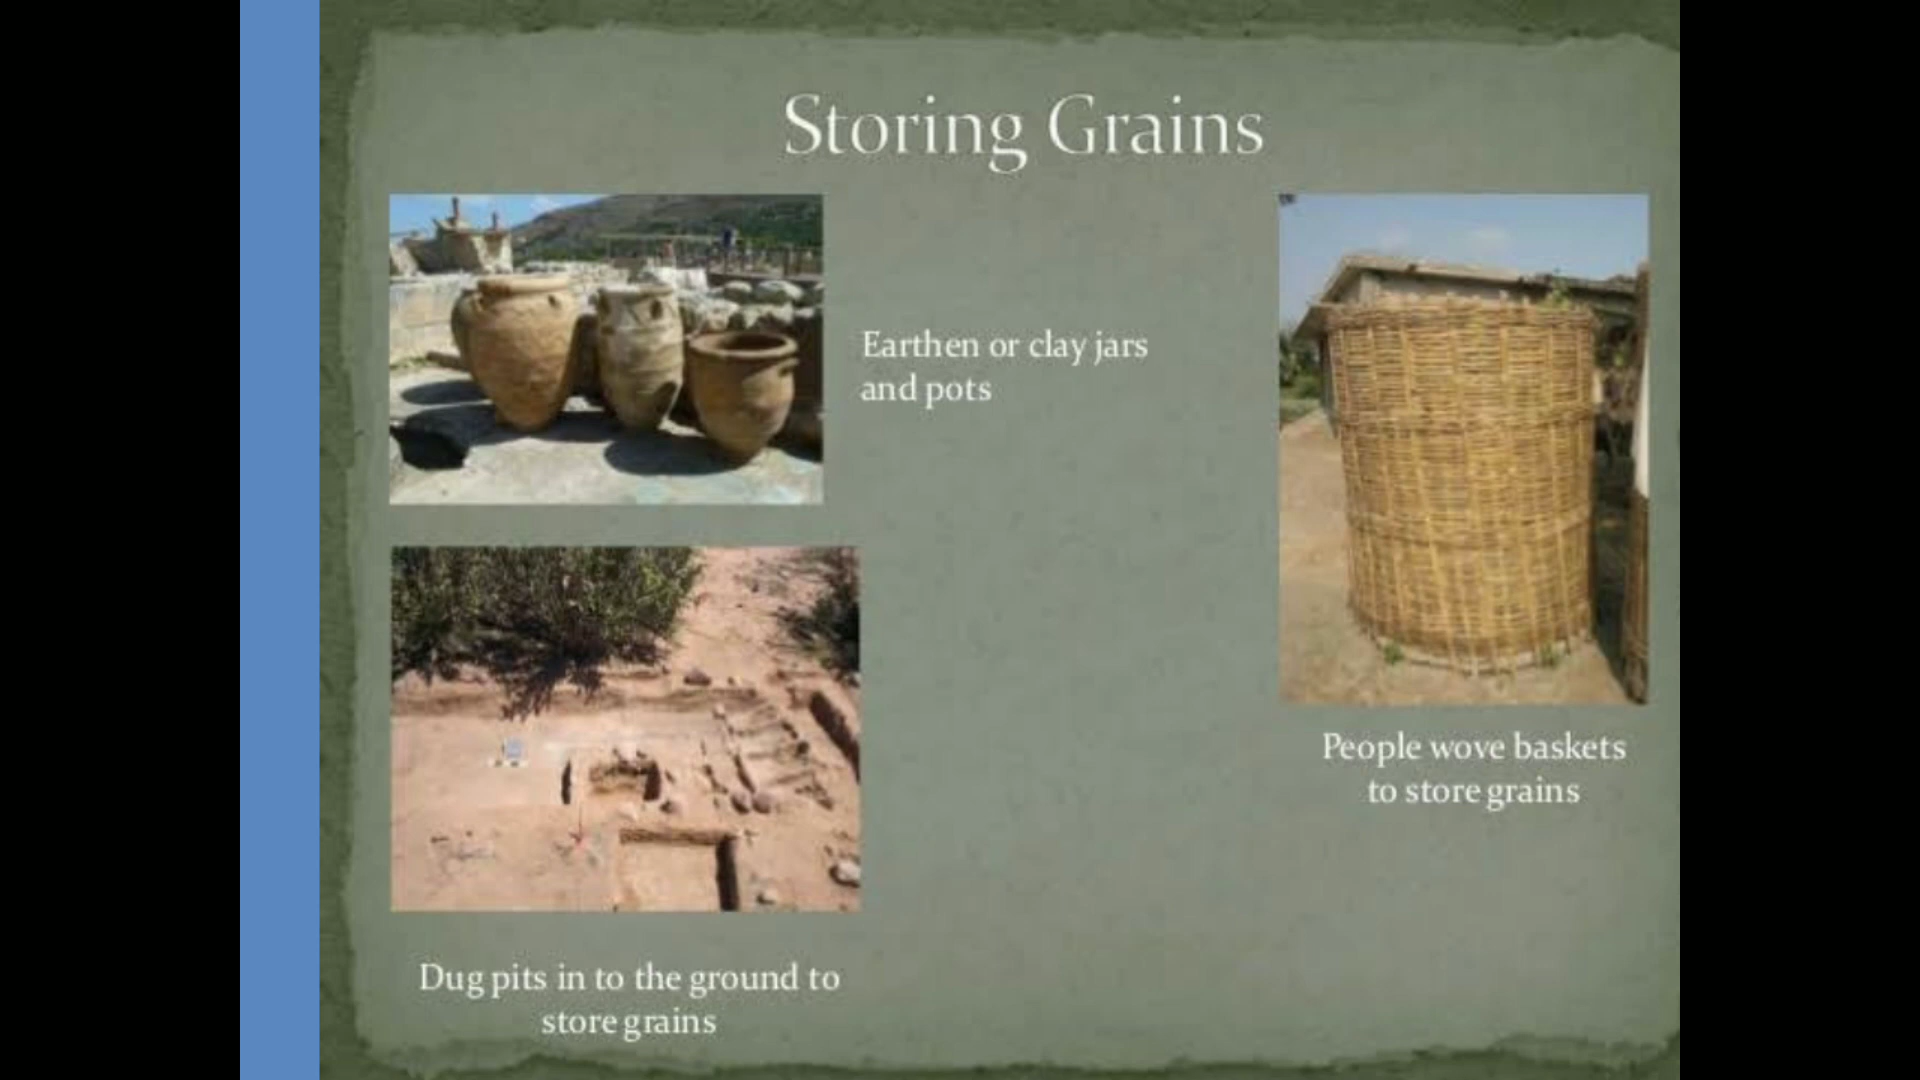 Storing Grains
Earthen or clay jars
and pots
People wove baskets
to store grains
Dug pits in to the ground to
store grains